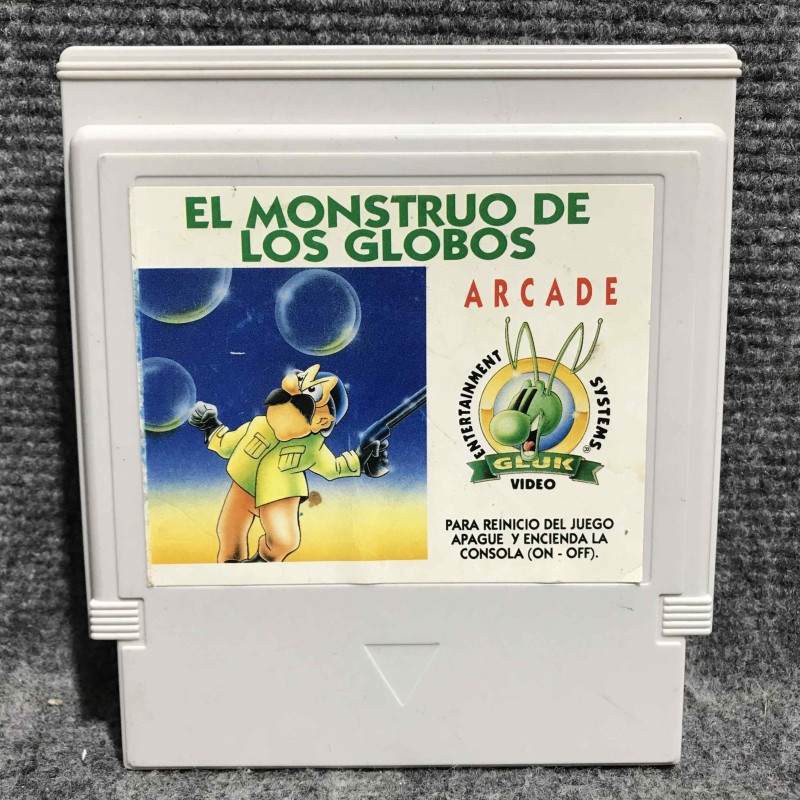 EL MONSTRUO DE
LOS GLOBOS
ARCADE
ENTERTAINMENT
SYSTEMS
GLUK
VIDEO
PARA REINICIO DEL JUEGO
APAGUE Y ENCIENDA LA
CONSOLA (ON - OFF).